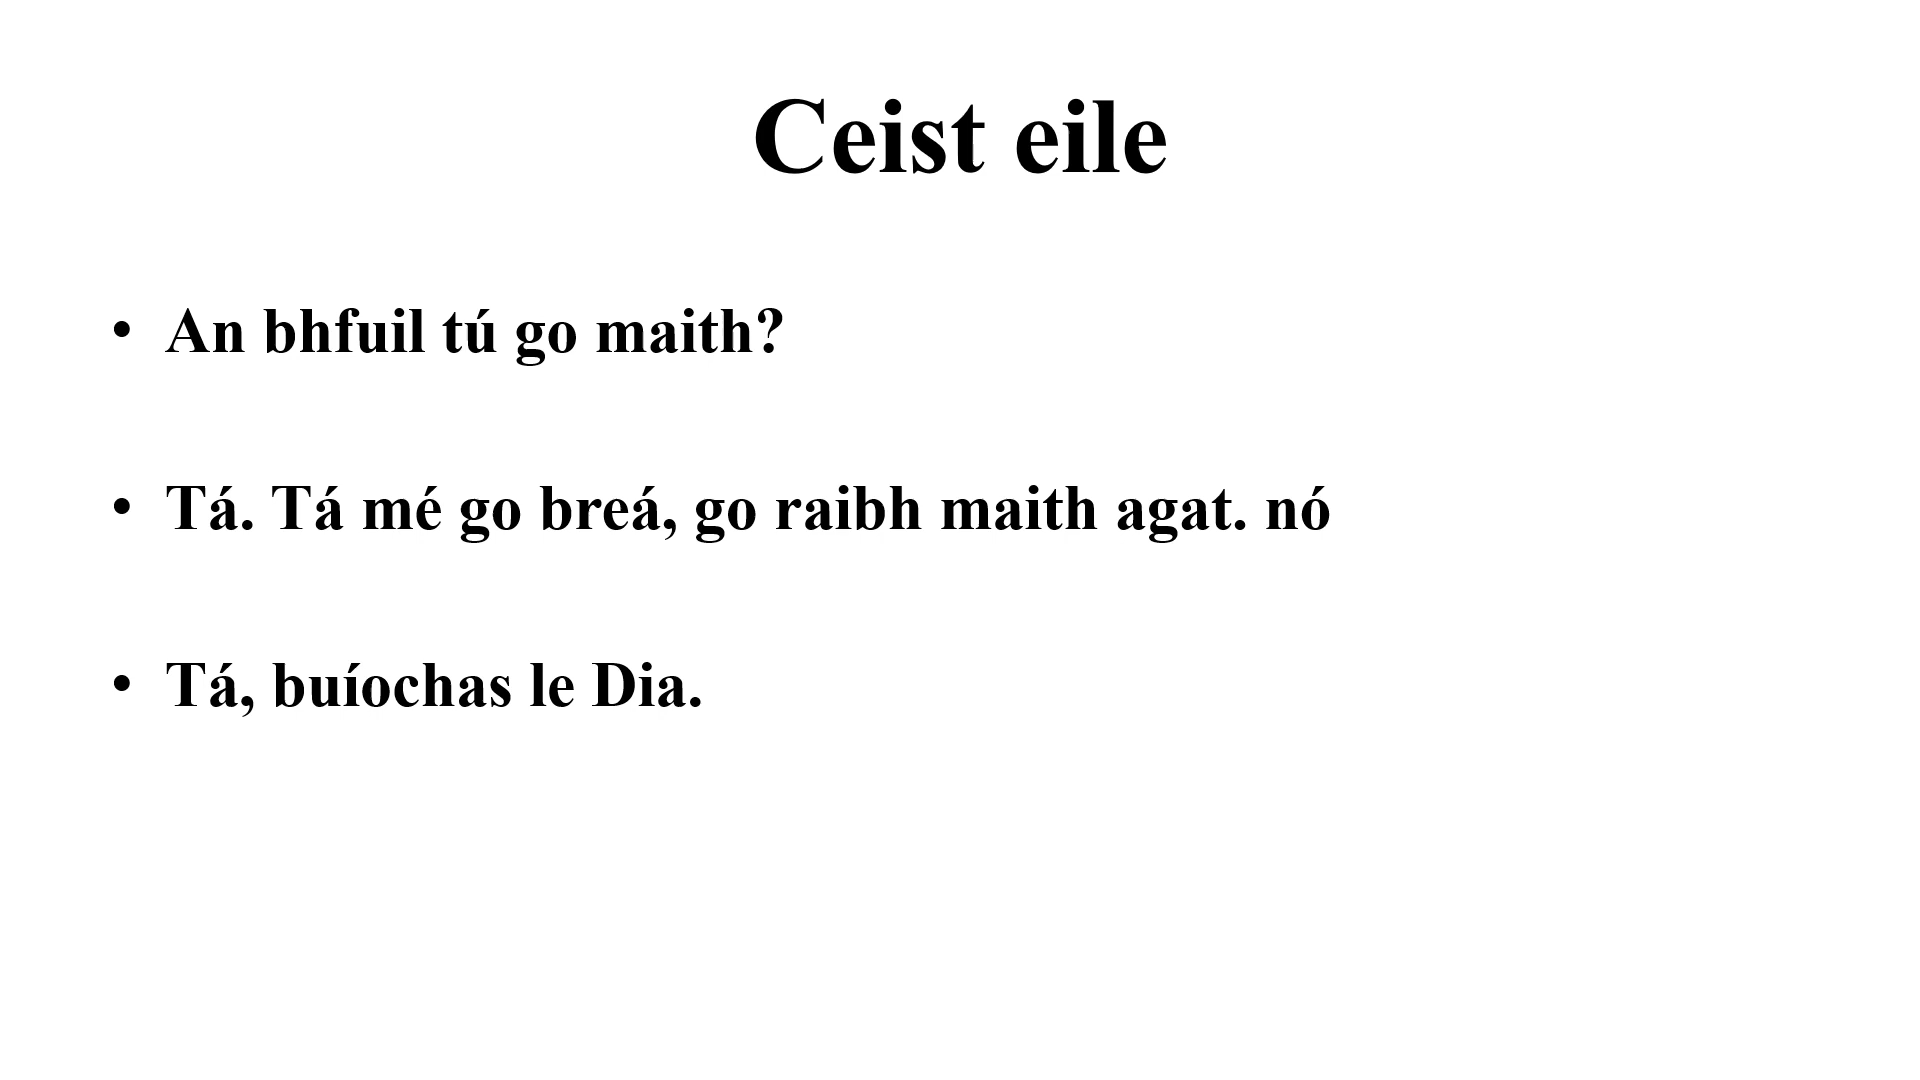 Ceist eile
• An bhfuil tú go maith?
• Tá. Tá mé go breá, go raibh maith agat. nó
• Tá, buíochas le Dia.